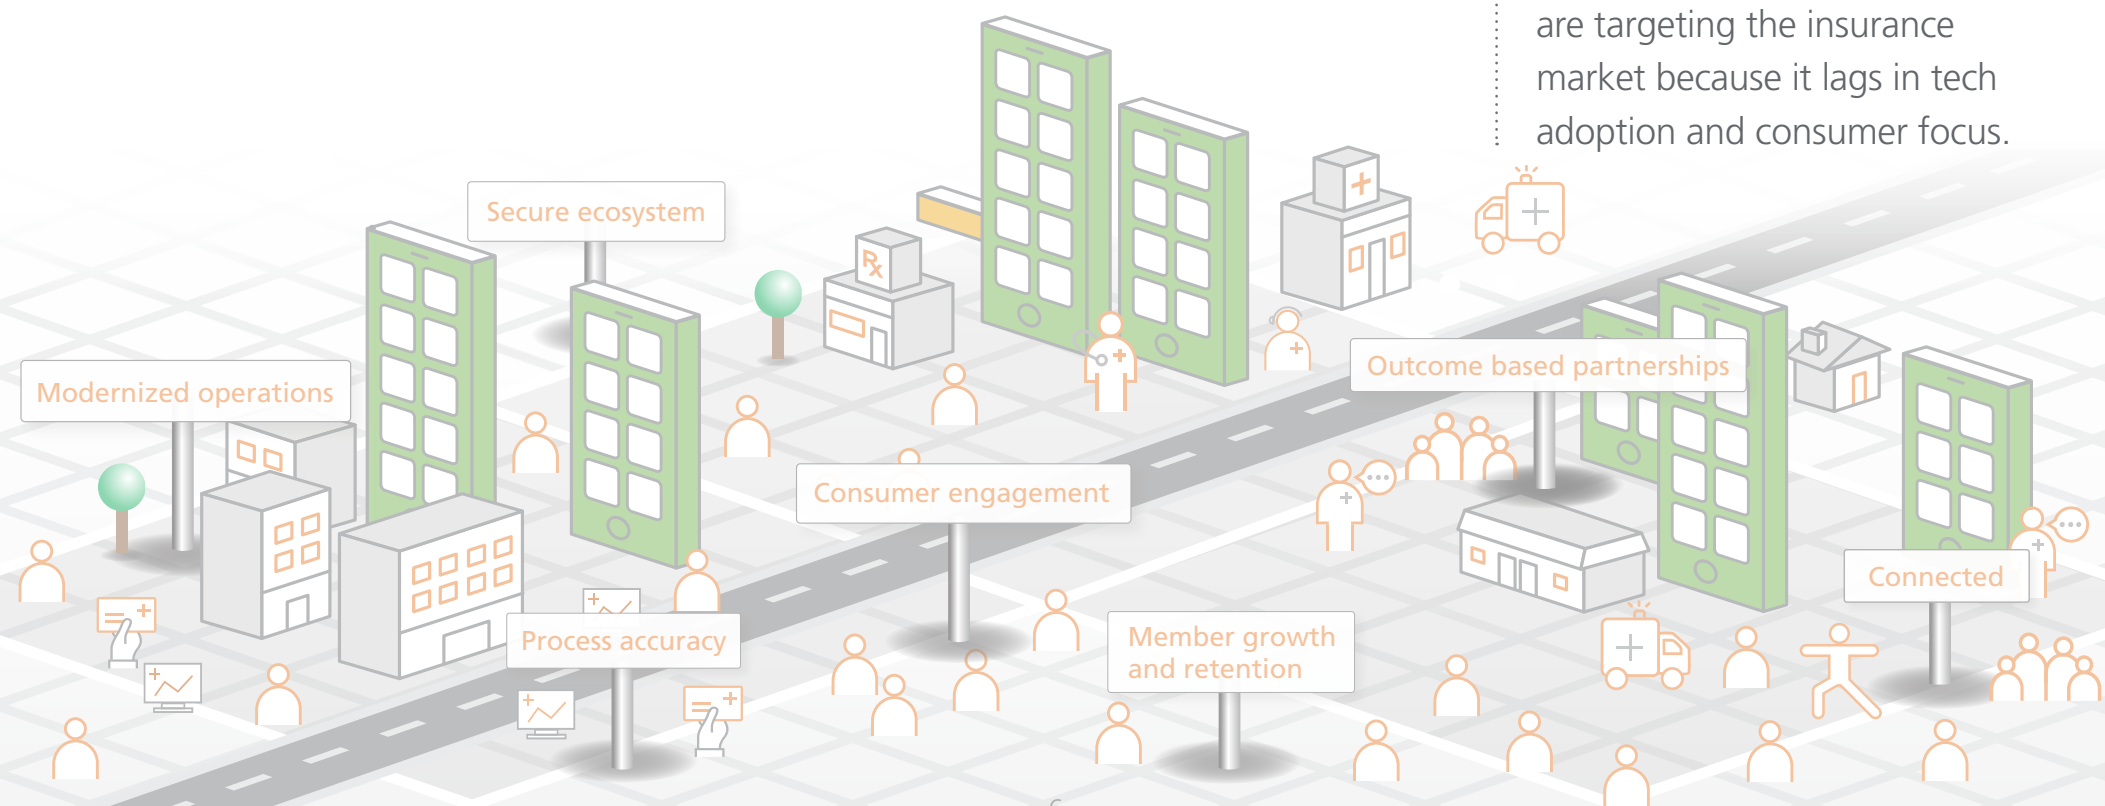 are targeting the insurance
market because it lags in tech
adoption and consumer focus.
Secure ecosystem
Rx
Modernized operations
Outcome based partnerships
Consumer engagement
Connected
Process accuracy
Member growth
and retention